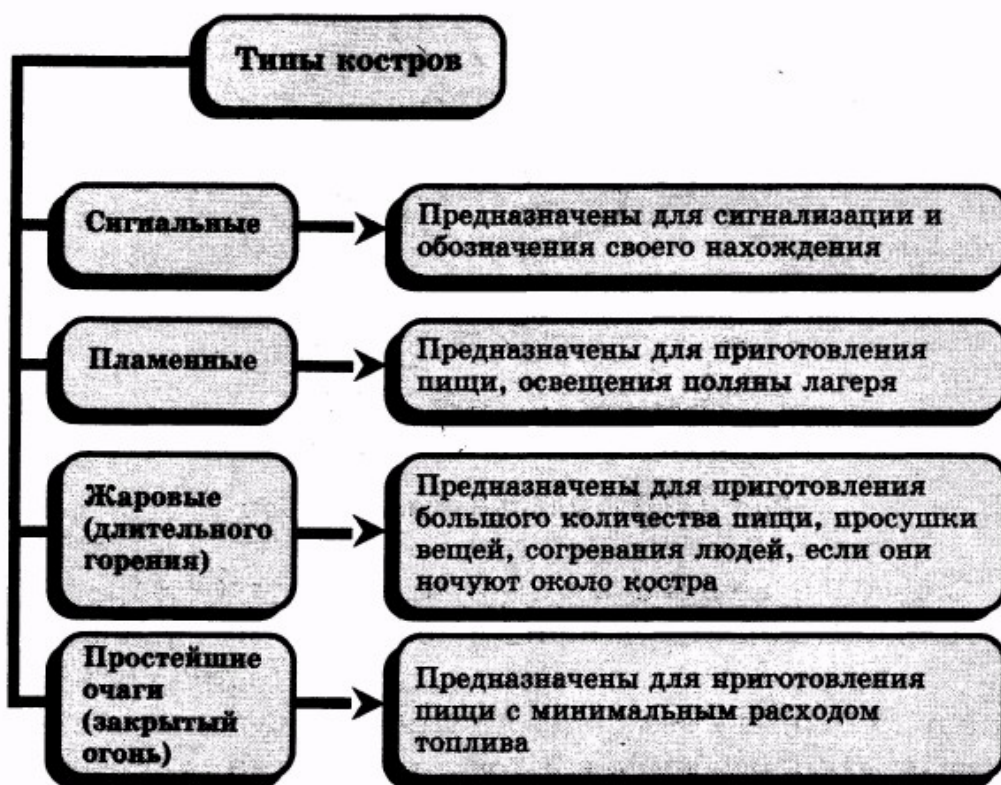 Типы костров
Сигнальные
Предназначены для сигнализации и
обозначения своего нахождения
Пламенные
Предназначены для приготовления
пищи, освещения поляны лагеря
Жаровые
(длительного
горения)
Предназначены для приготовления
большого количества пищи, просушки
вещей, согревания людей, если они
ночуют около костра
Простейшие
очаги
(закрытый
огонь)
Предназначены для приготовления
пищи с минимальным расходом
топлива